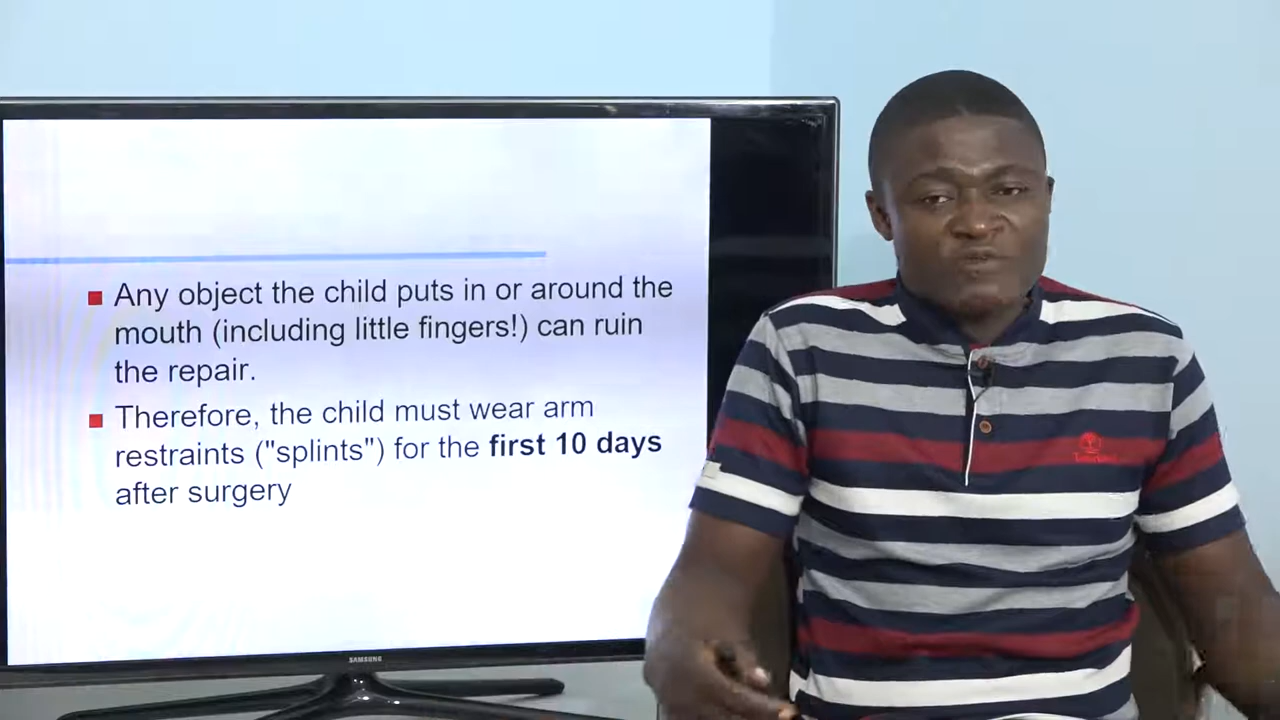 Any object the child puts in or around the
mouth (including little fingers!) can ruin
the repair.
Therefore, the child must wear arm
restraints ("splints") for the first 10 days
after surgery
SAMSUNG
Timberland